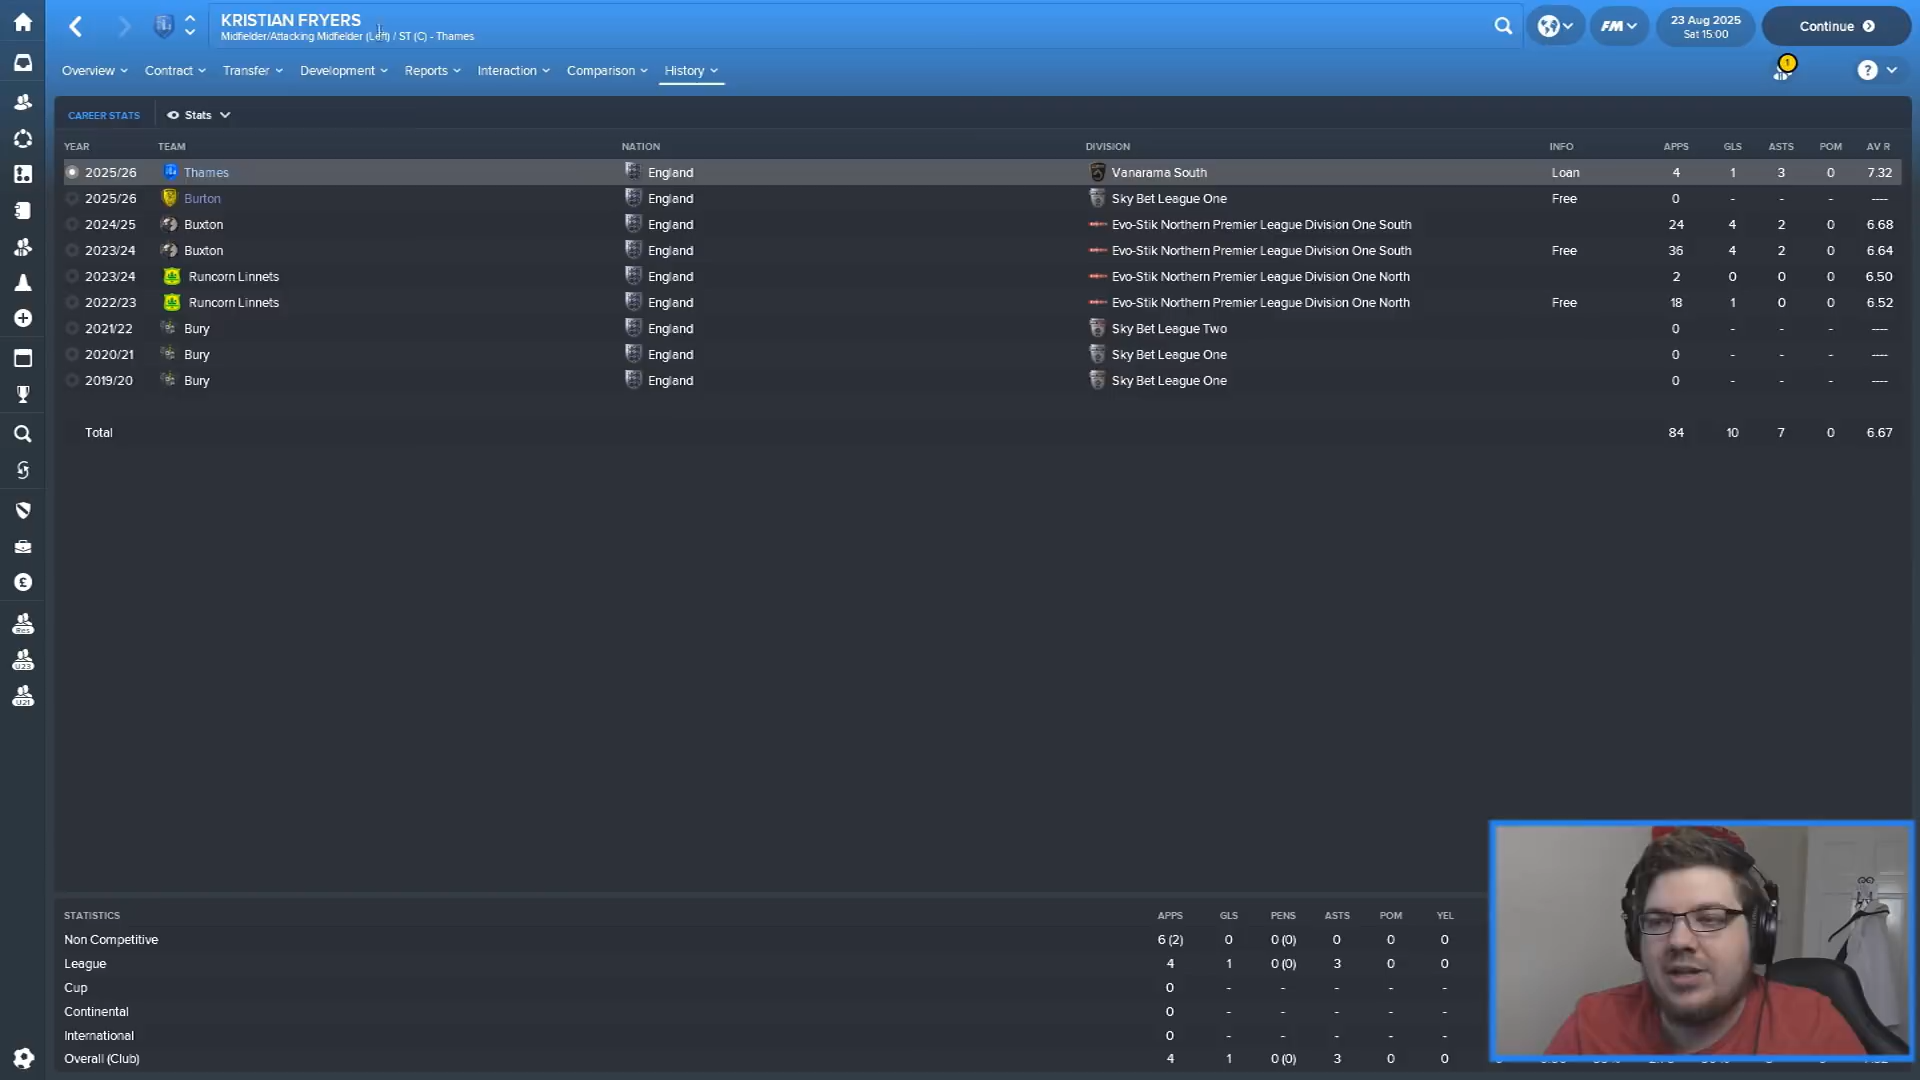 KRISTIAN FRYERS
Midfielder/Attacking Midfielder (Left) / ST (C) - Thames
FM
23 Aug 2025
Sat 15:00
Continue
Overview Contract Transfer Development Reports Interaction Comparison History
1
?
CAREER STATS Stats
YEAR TEAM NATION DIVISION INFO APPS GLS ASTS POM AV R
2025/26 Thames England Vanarama South Loan 4 1 3 0 7.32
2025/26 Burton England Sky Bet League One Free 0 - - - ----
2024/25 Buxton England Evo-Stik Northern Premier League Division One South 24 4 2 0 6.68
2023/24 Buxton England Evo-Stik Northern Premier League Division One South Free 36 4 2 0 6.64
2023/24 Runcorn Linnets England Evo-Stik Northern Premier League Division One North 2 0 0 0 6.50
2022/23 Runcorn Linnets England Evo-Stik Northern Premier League Division One North Free 18 1 0 0 6.52
2021/22 Bury England Sky Bet League Two 0 - - - ----
2020/21 Bury England Sky Bet League One 0 - - - ----
2019/20 Bury England Sky Bet League One 0 - - - ----
Total 84 10 7 0 6.67
Res
U23
U21
STATISTICS APPS GLS PENS ASTS POM YEL
Non Competitive 6 (2) 0 0 (0) 0 0 0
League 4 1 0 (0) 3 0 0
Cup 0 - - - - -
Continental 0 - - - - -
International 0 - - - - -
Overall (Club) 4 1 0 (0) 3 0 0